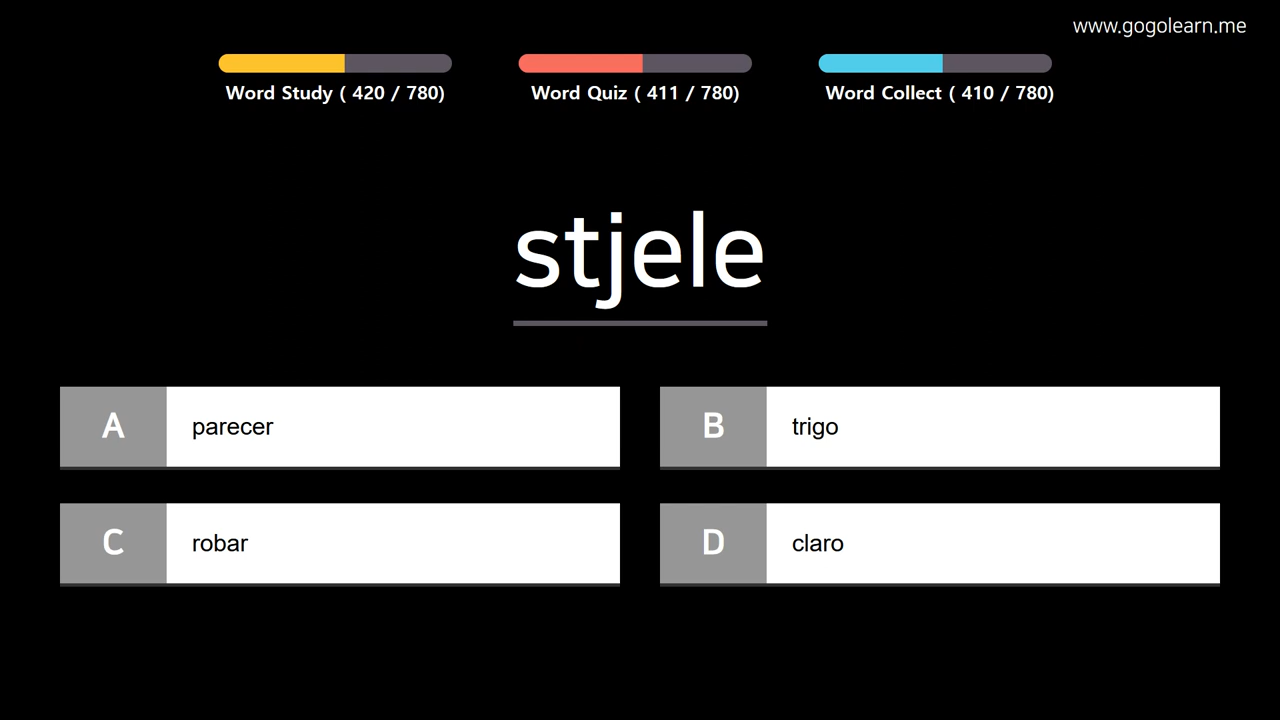 www.gogolearn.me
Word Study ( 420 / 780)
Word Quiz ( 411 / 780)
Word Collect ( 410 / 780)
stjele
A parecer
B trigo
C robar
D claro